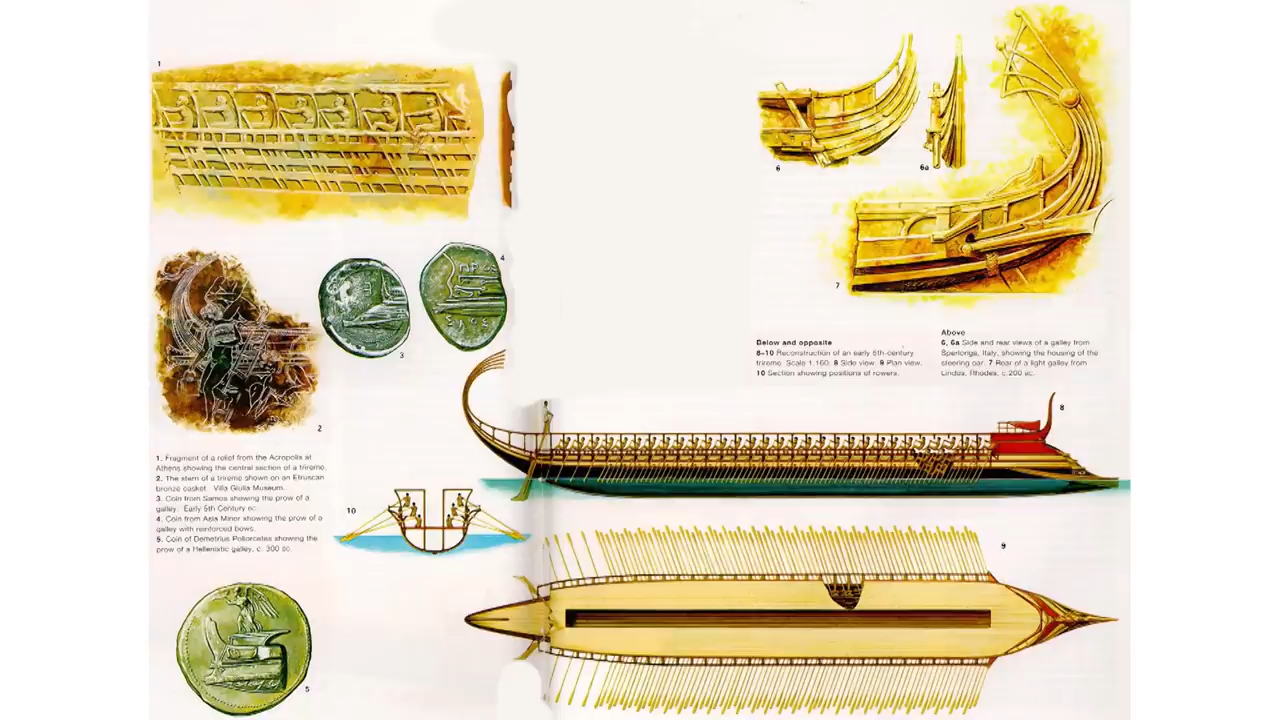 1
6
6a
7
4
3
2
Below and opposite
8–10 Reconstruction of an early 5th-century
trireme. Scale 1:160. 8 Side view. 9 Plan view.
10 Section showing positions of rowers.
Above
6, 6a Side and rear views of a galley from
Sperlonga, Italy, showing the housing of the
steering oar. 7 Rear of a light galley from
Lindos, Rhodes, c.200 BC.
8
1. Fragment of a relief from the Acropolis at
Athens showing the central section of a trireme.
2. The stern of a trireme shown on an Etruscan
bronze casket. Villa Giulia Museum.
3. Coin from Samos showing the prow of a
galley. Early 5th Century BC.
4. Coin from Asia Minor showing the prow of a
galley with reinforced bows.
5. Coin of Demetrius Poliorcetes showing the
prow of a Hellenistic galley, c. 300 BC.
10
9
5